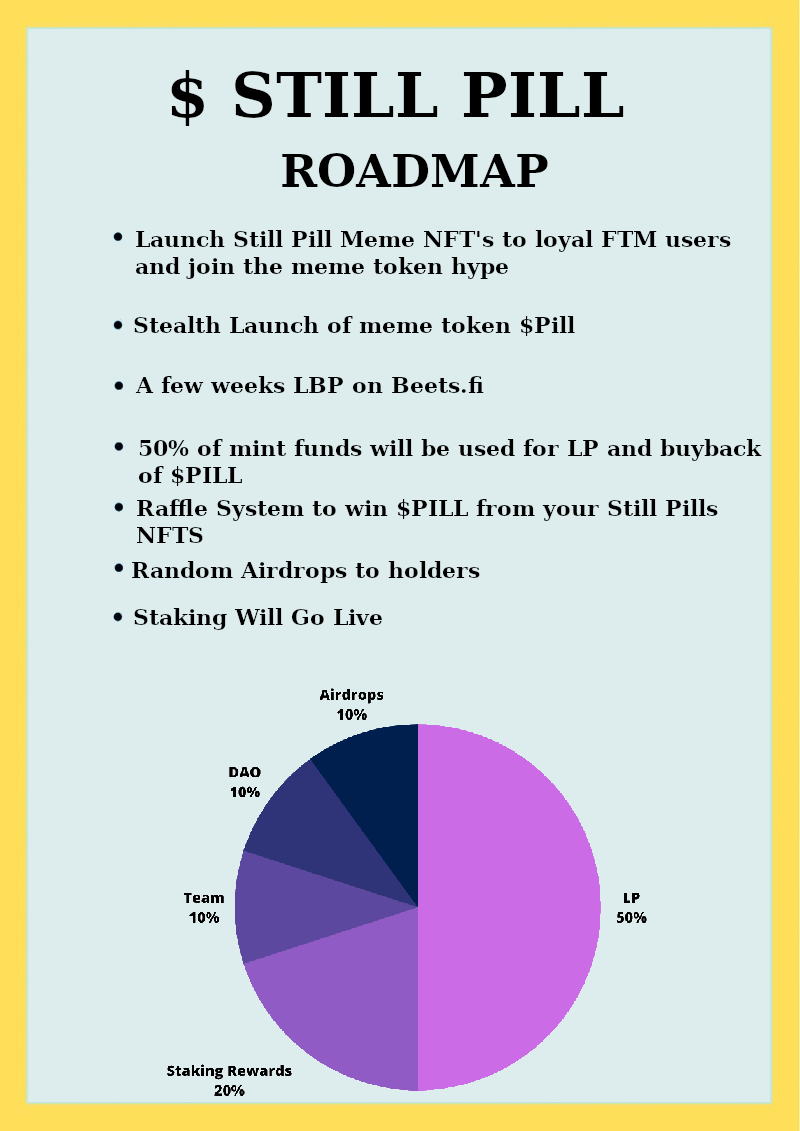 $ STILL PILL
ROADMAP
• Launch Still Pill Meme NFT's to loyal FTM users
and join the meme token hype
• Stealth Launch of meme token $Pill
• A few weeks LBP on Beets.fi
• 50% of mint funds will be used for LP and buyback
of $PILL
• Raffle System to win $PILL from your Still Pills
NFTS
• Random Airdrops to holders
• Staking Will Go Live
Airdrops
10%
DAO
10%
Team
10%
LP
50%
Staking Rewards
20%